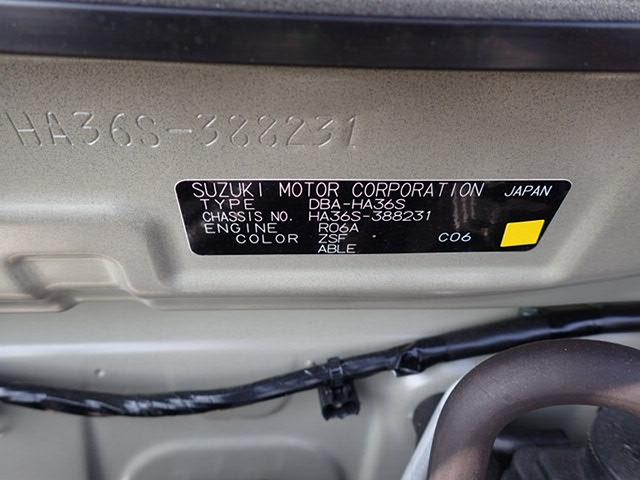 HA36S-388231
SUZUKI MOTOR CORPORATION JAPAN
TYPE DBA-HA36S
CHASSIS NO. HA36S-388231
ENGINE R06A
COLOR ZSF C06
ABLE